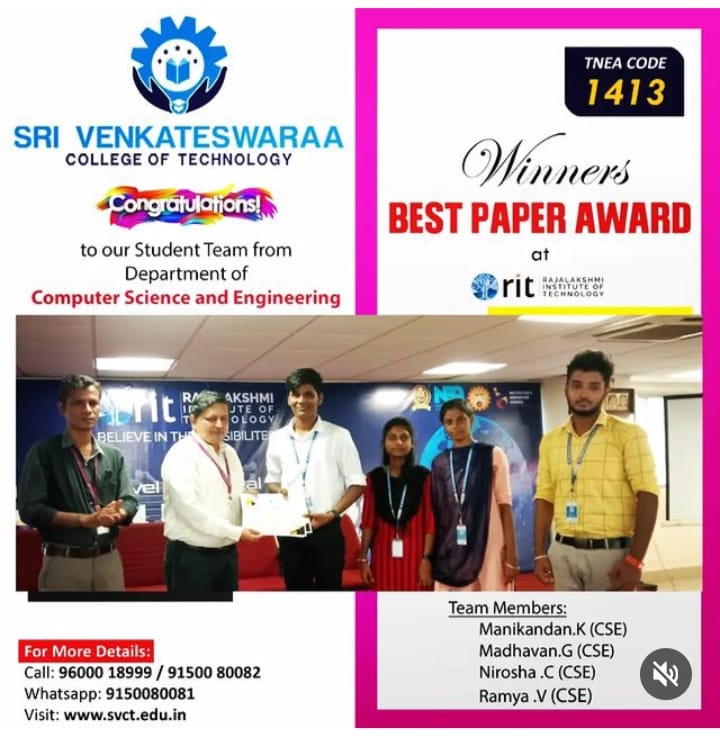 SRI VENKATESWARAA
COLLEGE OF TECHNOLOGY
Congratulations!
to our Student Team from
Department of
Computer Science and Engineering
TNEA CODE
1413
Winners
BEST PAPER AWARD
at
rit RAJALAKSHMI
INSTITUTE OF
TECHNOLOGY
rit RAJALAKSHMI
INSTITUTE OF
BELIEVE IN THE
Team Members:
Manikandan.K (CSE)
Madhavan.G (CSE)
Nirosha .C (CSE)
Ramya .V (CSE)
For More Details:
Call: 96000 18999 / 91500 80082
Whatsapp: 9150080081
Visit: www.svct.edu.in